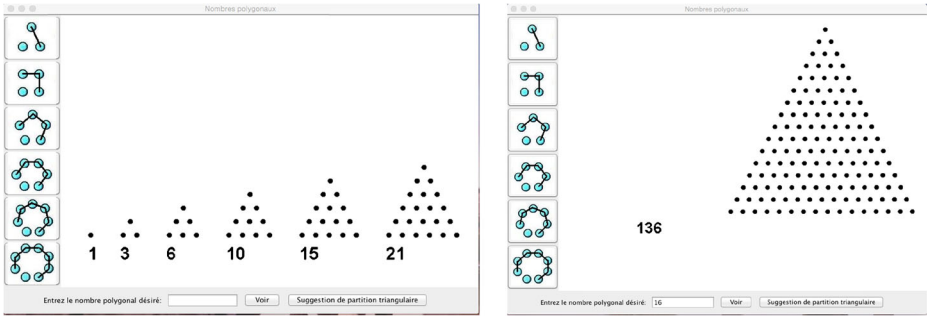 Nombres polygonaux
1 3 6 10 15 21
Entrez le nombre polygonal désiré: Voir Suggestion de partition triangulaire
Nombres polygonaux
136
Entrez le nombre polygonal désiré: 16 Voir Suggestion de partition triangulaire